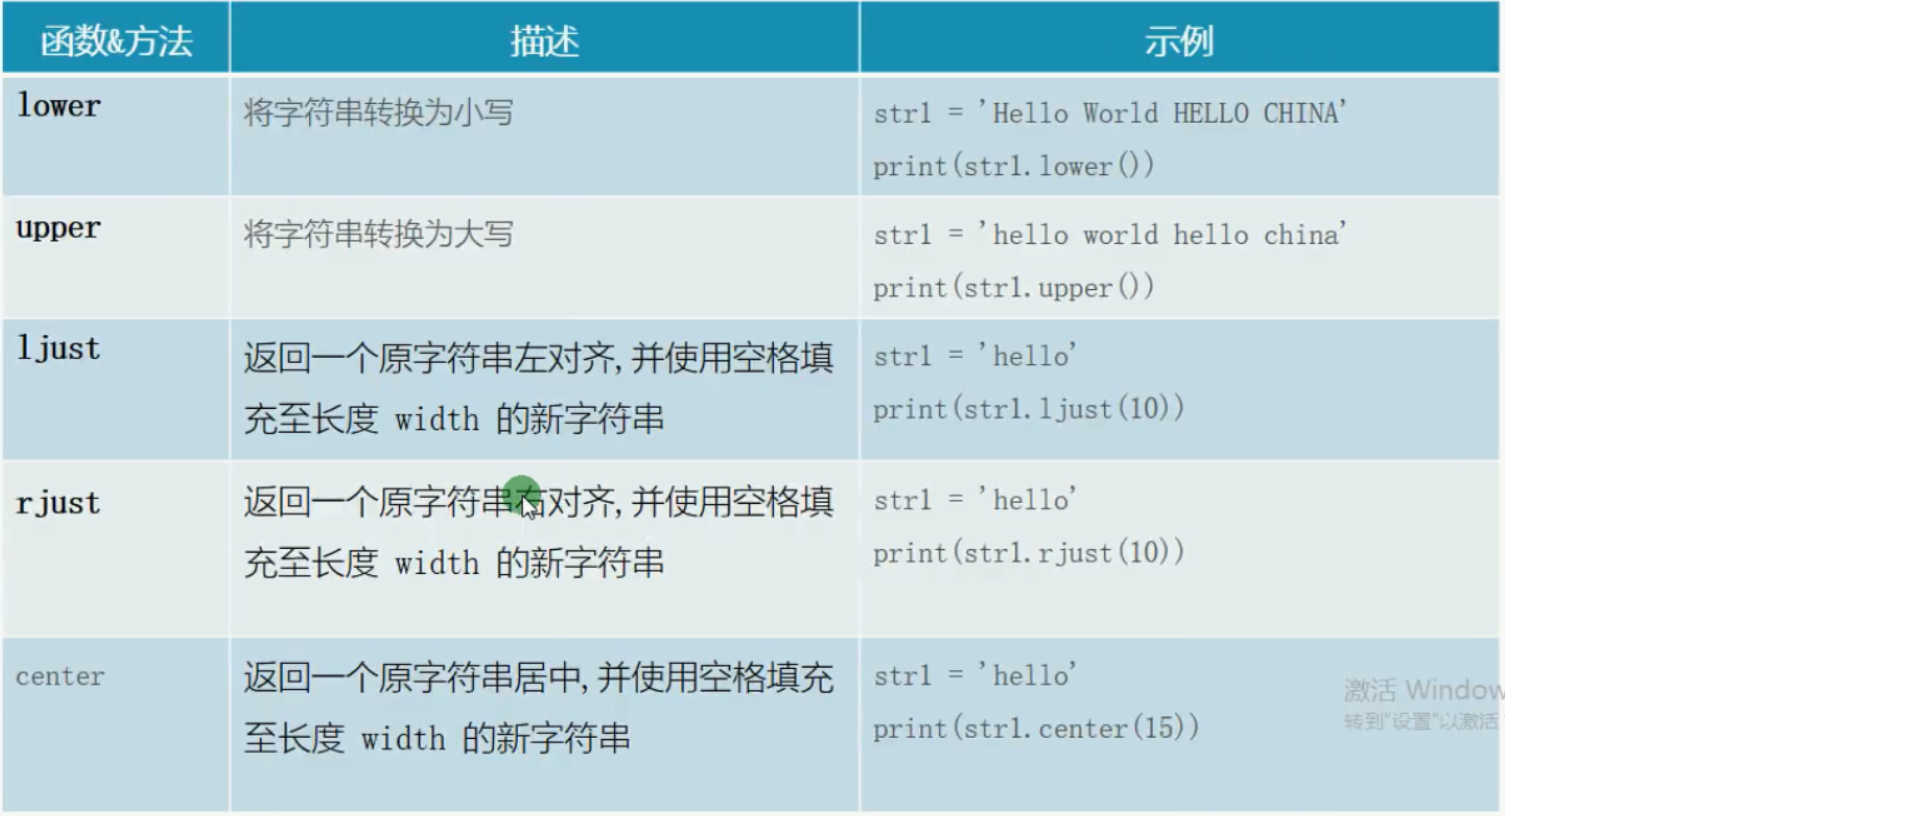 函数&方法 描述 示例
lower 将字符串转换为小写 str1 = 'Hello World HELLO CHINA'
print(str1.lower())
upper 将字符串转换为大写 str1 = 'hello world hello china'
print(str1.upper())
ljust 返回一个原字符串左对齐,并使用空格填 str1 = 'hello'
充至长度 width 的新字符串 print(str1.ljust(10))
rjust 返回一个原字符串右对齐,并使用空格填 str1 = 'hello'
充至长度 width 的新字符串 print(str1.rjust(10))
center 返回一个原字符串居中,并使用空格填充 str1 = 'hello'
至长度 width 的新字符串 print(str1.center(15))
激活 Window
转到"设置"以激活